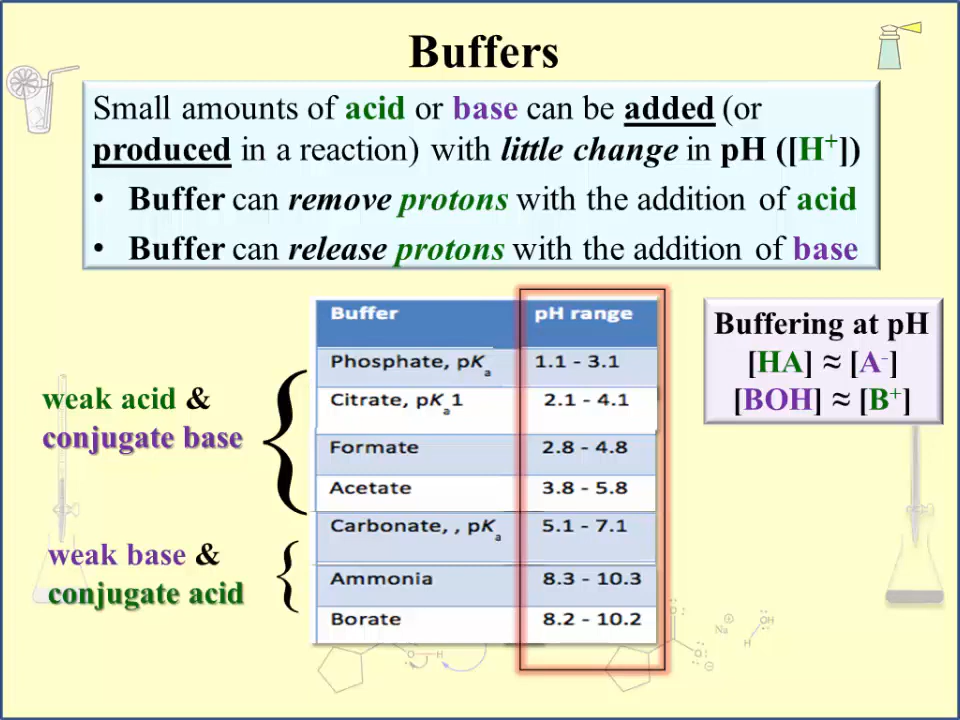 Buffers
Small amounts of acid or base can be added (or
produced in a reaction) with little change in pH ([H+])
• Buffer can remove protons with the addition of acid
• Buffer can release protons with the addition of base
Buffer pH range
Phosphate, pKa 1.1 - 3.1
Citrate, pKa1 2.1 - 4.1
Formate 2.8 - 4.8
Acetate 3.8 - 5.8
Carbonate, , pKa 5.1 - 7.1
Ammonia 8.3 - 10.3
Borate 8.2 - 10.2
weak acid &
conjugate base
weak base &
conjugate acid
Buffering at pH
[HA] ≈ [A-]
[BOH] ≈ [B+]
O H
O
O
Na
H
OH